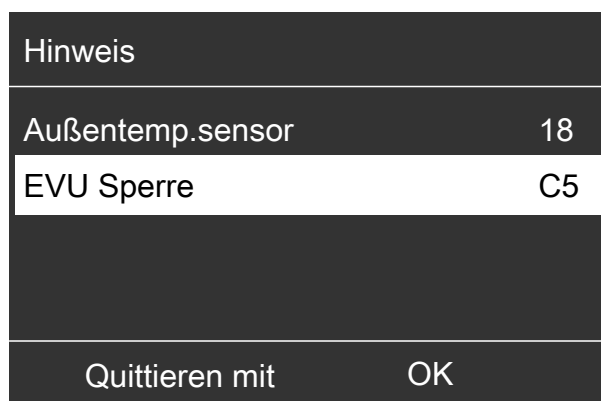 Hinweis
Außentemp.sensor 18
EVU Sperre C5
Quittieren mit OK